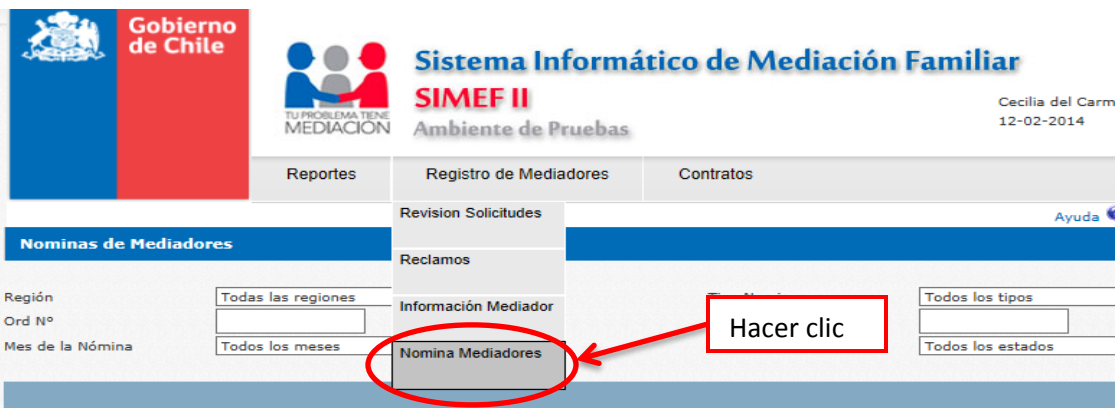 Gobierno
de Chile
TU PROBLEMA TIENE
MEDIACIÓN
Sistema Informático de Mediación Familiar
SIMEF II
Ambiente de Pruebas
Cecilia del Carm
12-02-2014
Reportes
Registro de Mediadores
Contratos
Revision Solicitudes
Ayuda
Nominas de Mediadores
Reclamos
Región
Todas las regiones
Todos los tipos
Información Mediador
Ord Nº
Hacer clic
Mes de la Nómina
Todos los meses
Nomina Mediadores
Todos los estados